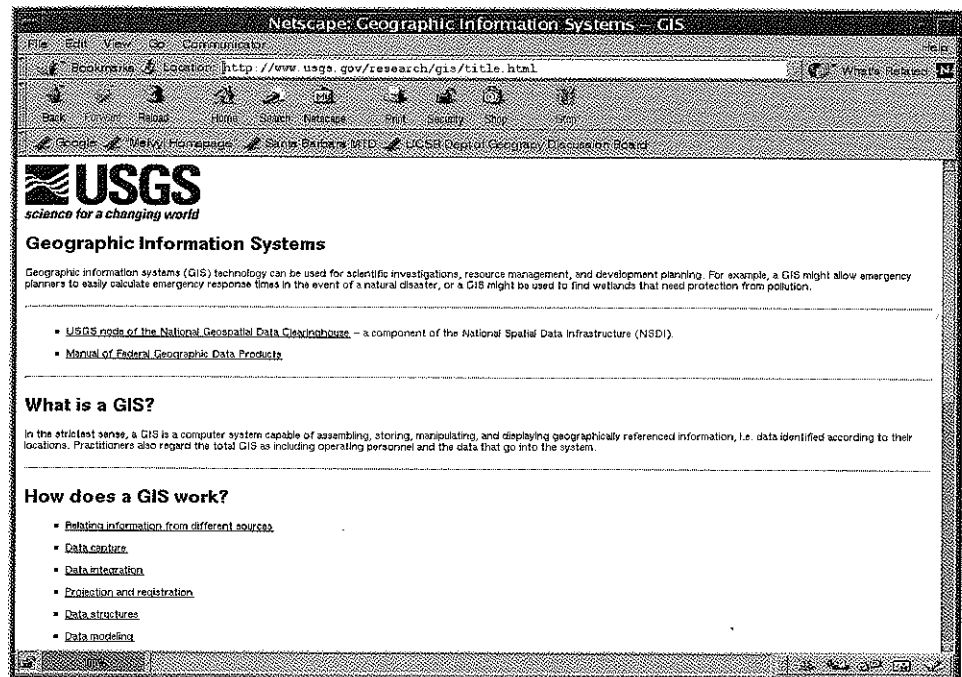 Netscape: Geographic Information Systems – GIS
File Edit View Go Communicator Help
Bookmarks Location: http://www.usgs.gov/research/gis/title.html What's Related
Back Forward Reload Home Search Netscape Print Security Shop Stop
Google Melvyl Homepage Santa Barbara MTD UCSB Dept of Geograpy Discussion Board
USGS
science for a changing world
Geographic Information Systems
Geographic information systems (GIS) technology can be used for scientific investigations, resource management, and development planning. For example, a GIS might allow emergency
planners to easily calculate emergency response times in the event of a natural disaster, or a GIS might be used to find wetlands that need protection from pollution.
USGS node of the National Geospatial Data Clearinghouse – a component of the National Spatial Data Infrastructure (NSDI).
Manual of Federal Geographic Data Products
What is a GIS?
In the strictest sense, a GIS is a computer system capable of assembling, storing, manipulating, and displaying geographically referenced information, i.e. data identified according to their
locations. Practitioners also regard the total GIS as including operating personnel and the data that go into the system.
How does a GIS work?
Relating information from different sources
Data capture
Data integration
Projection and registration
Data structures
Data modeling
100%